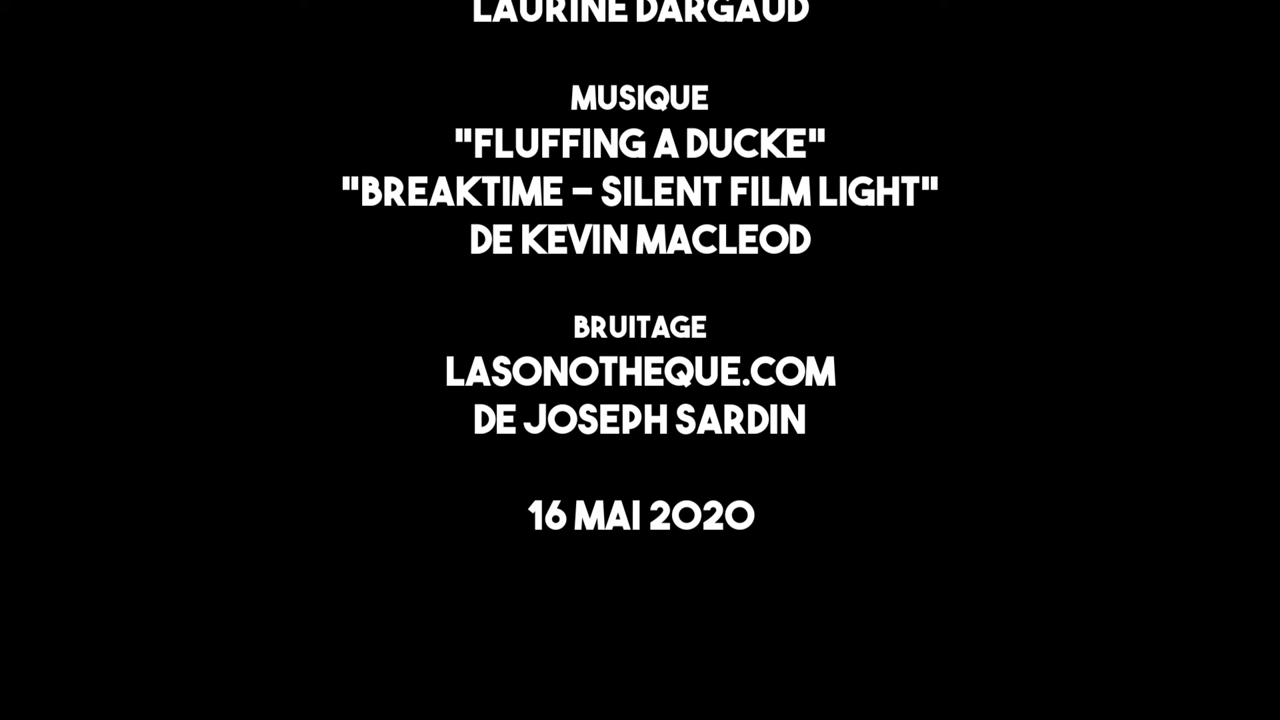 LAURINE DARGAUD
MUSIQUE
"FLUFFING A DUCKE"
"BREAKTIME – SILENT FILM LIGHT"
DE KEVIN MACLEOD
BRUITAGE
LASONOTHEQUE.COM
DE JOSEPH SARDIN
16 MAI 2020